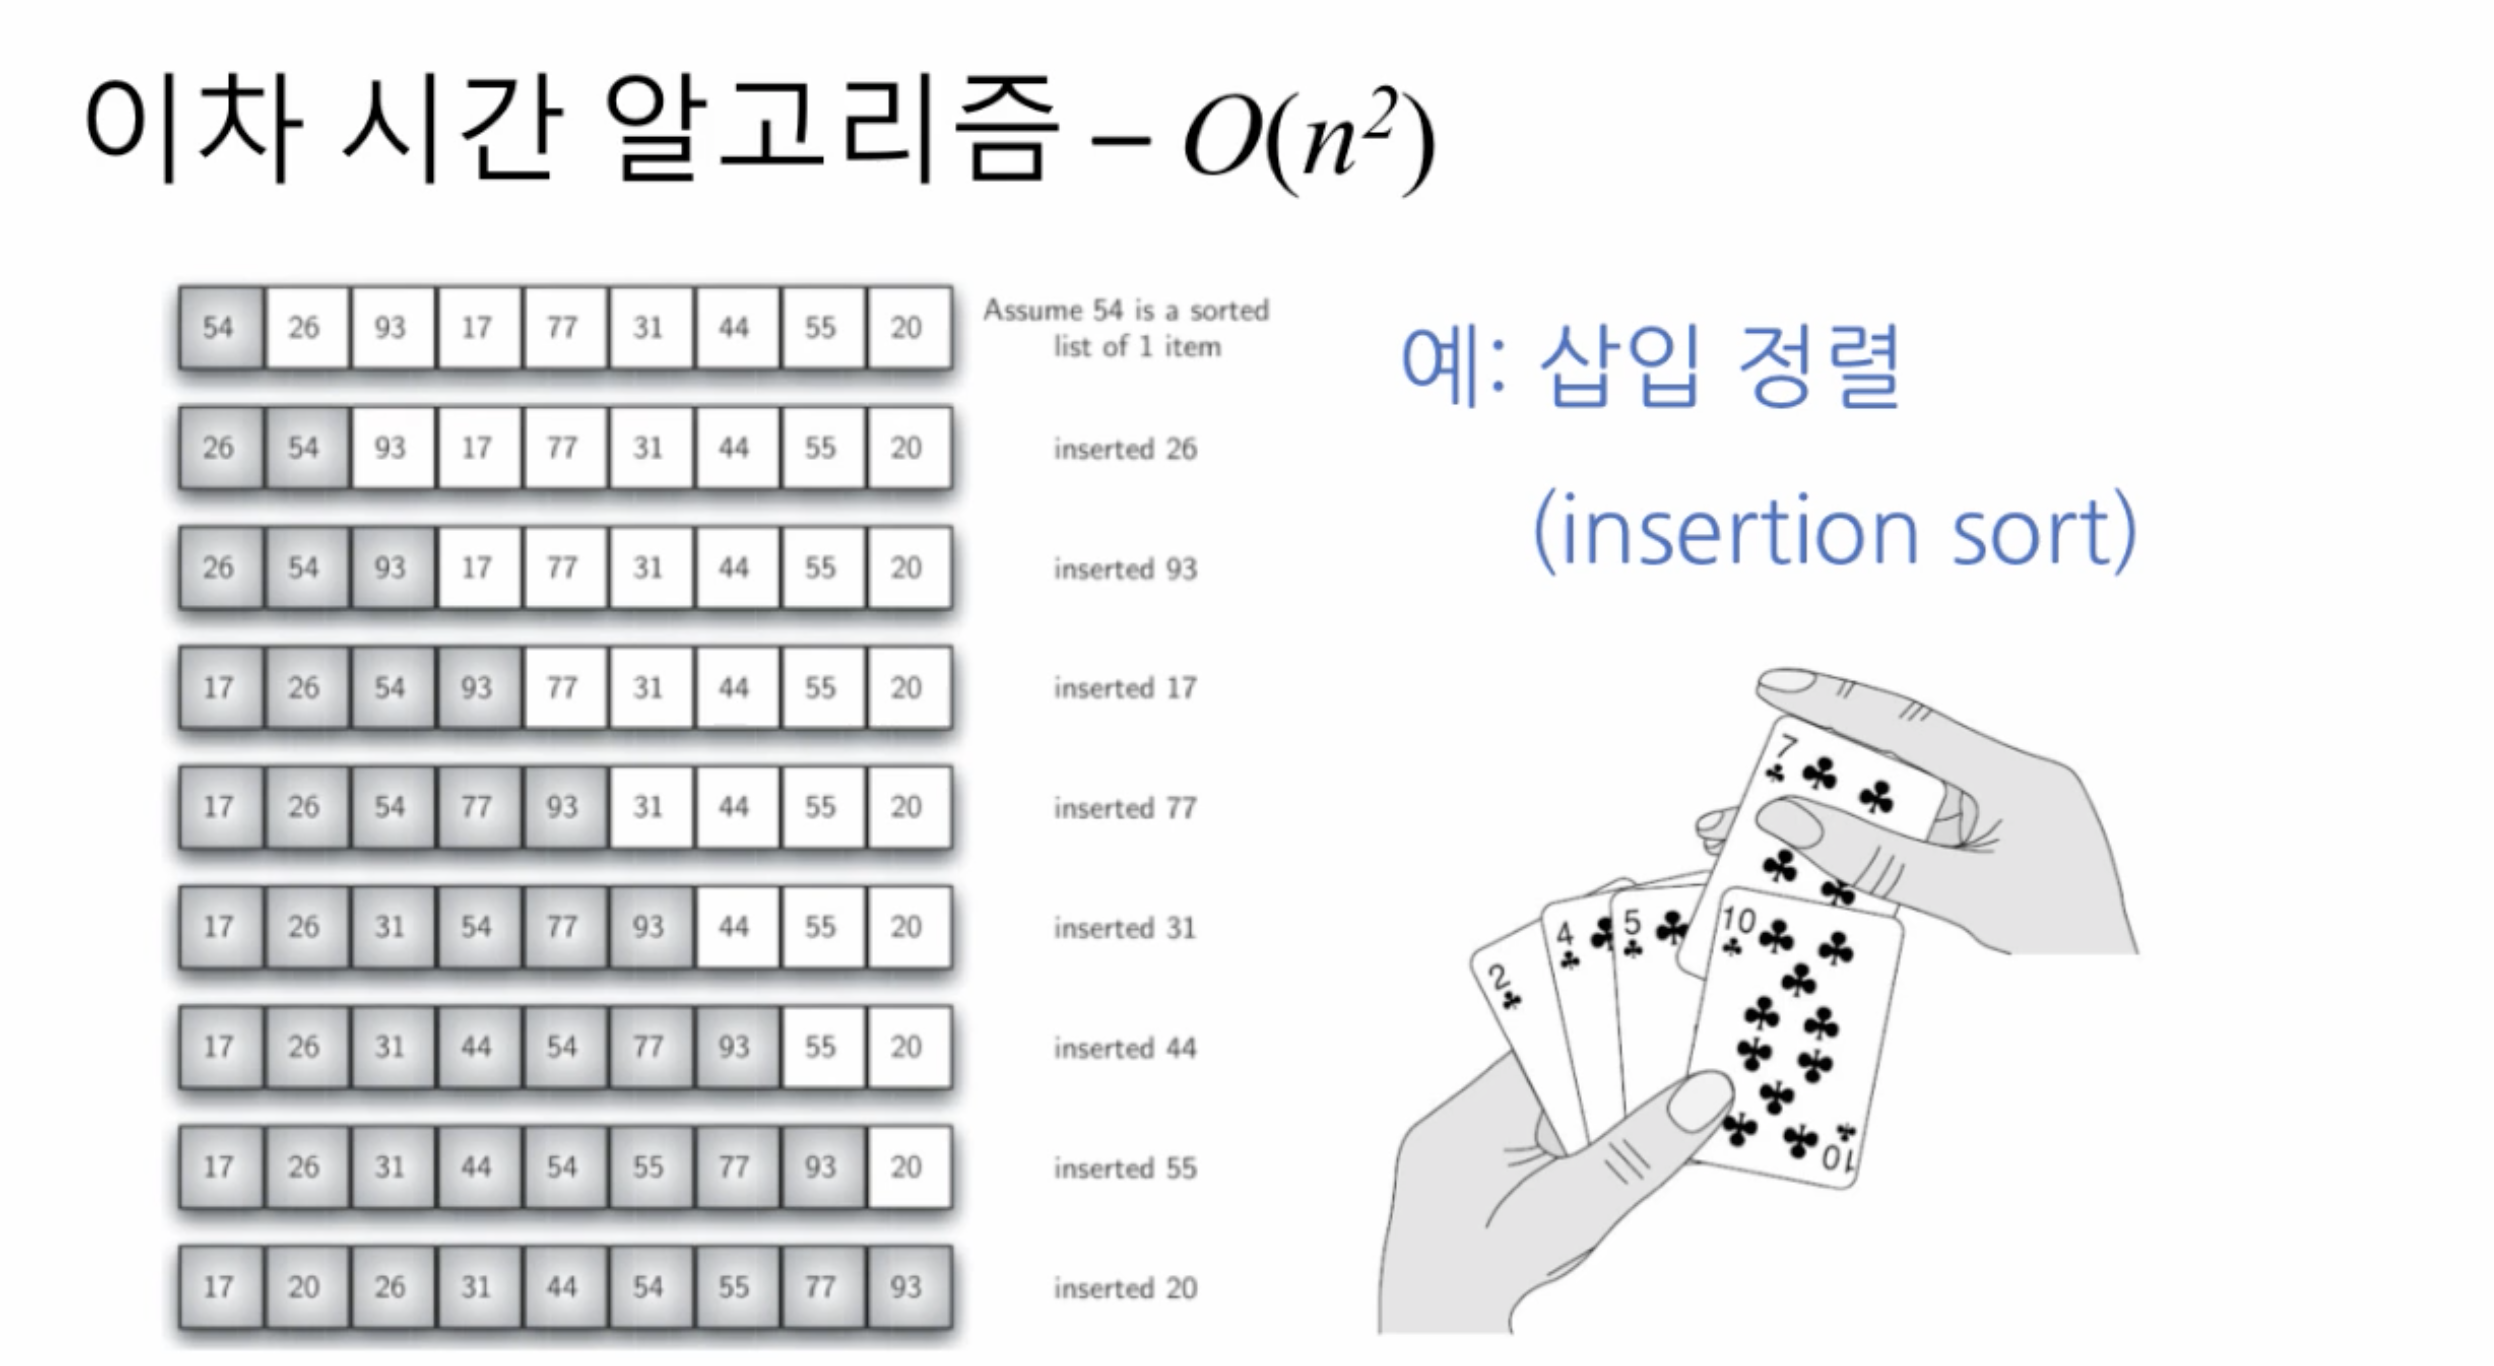 이차 시간 알고리즘 – O(n²)
54 26 93 17 77 31 44 55 20
Assume 54 is a sorted
list of 1 item
26 54 93 17 77 31 44 55 20
inserted 26
26 54 93 17 77 31 44 55 20
inserted 93
17 26 54 93 77 31 44 55 20
inserted 17
17 26 54 77 93 31 44 55 20
inserted 77
17 26 31 54 77 93 44 55 20
inserted 31
17 26 31 44 54 77 93 55 20
inserted 44
17 26 31 44 54 55 77 93 20
inserted 55
17 20 26 31 44 54 55 77 93
inserted 20
예: 삽입 정렬
(insertion sort)
7
2
4
5
10
10